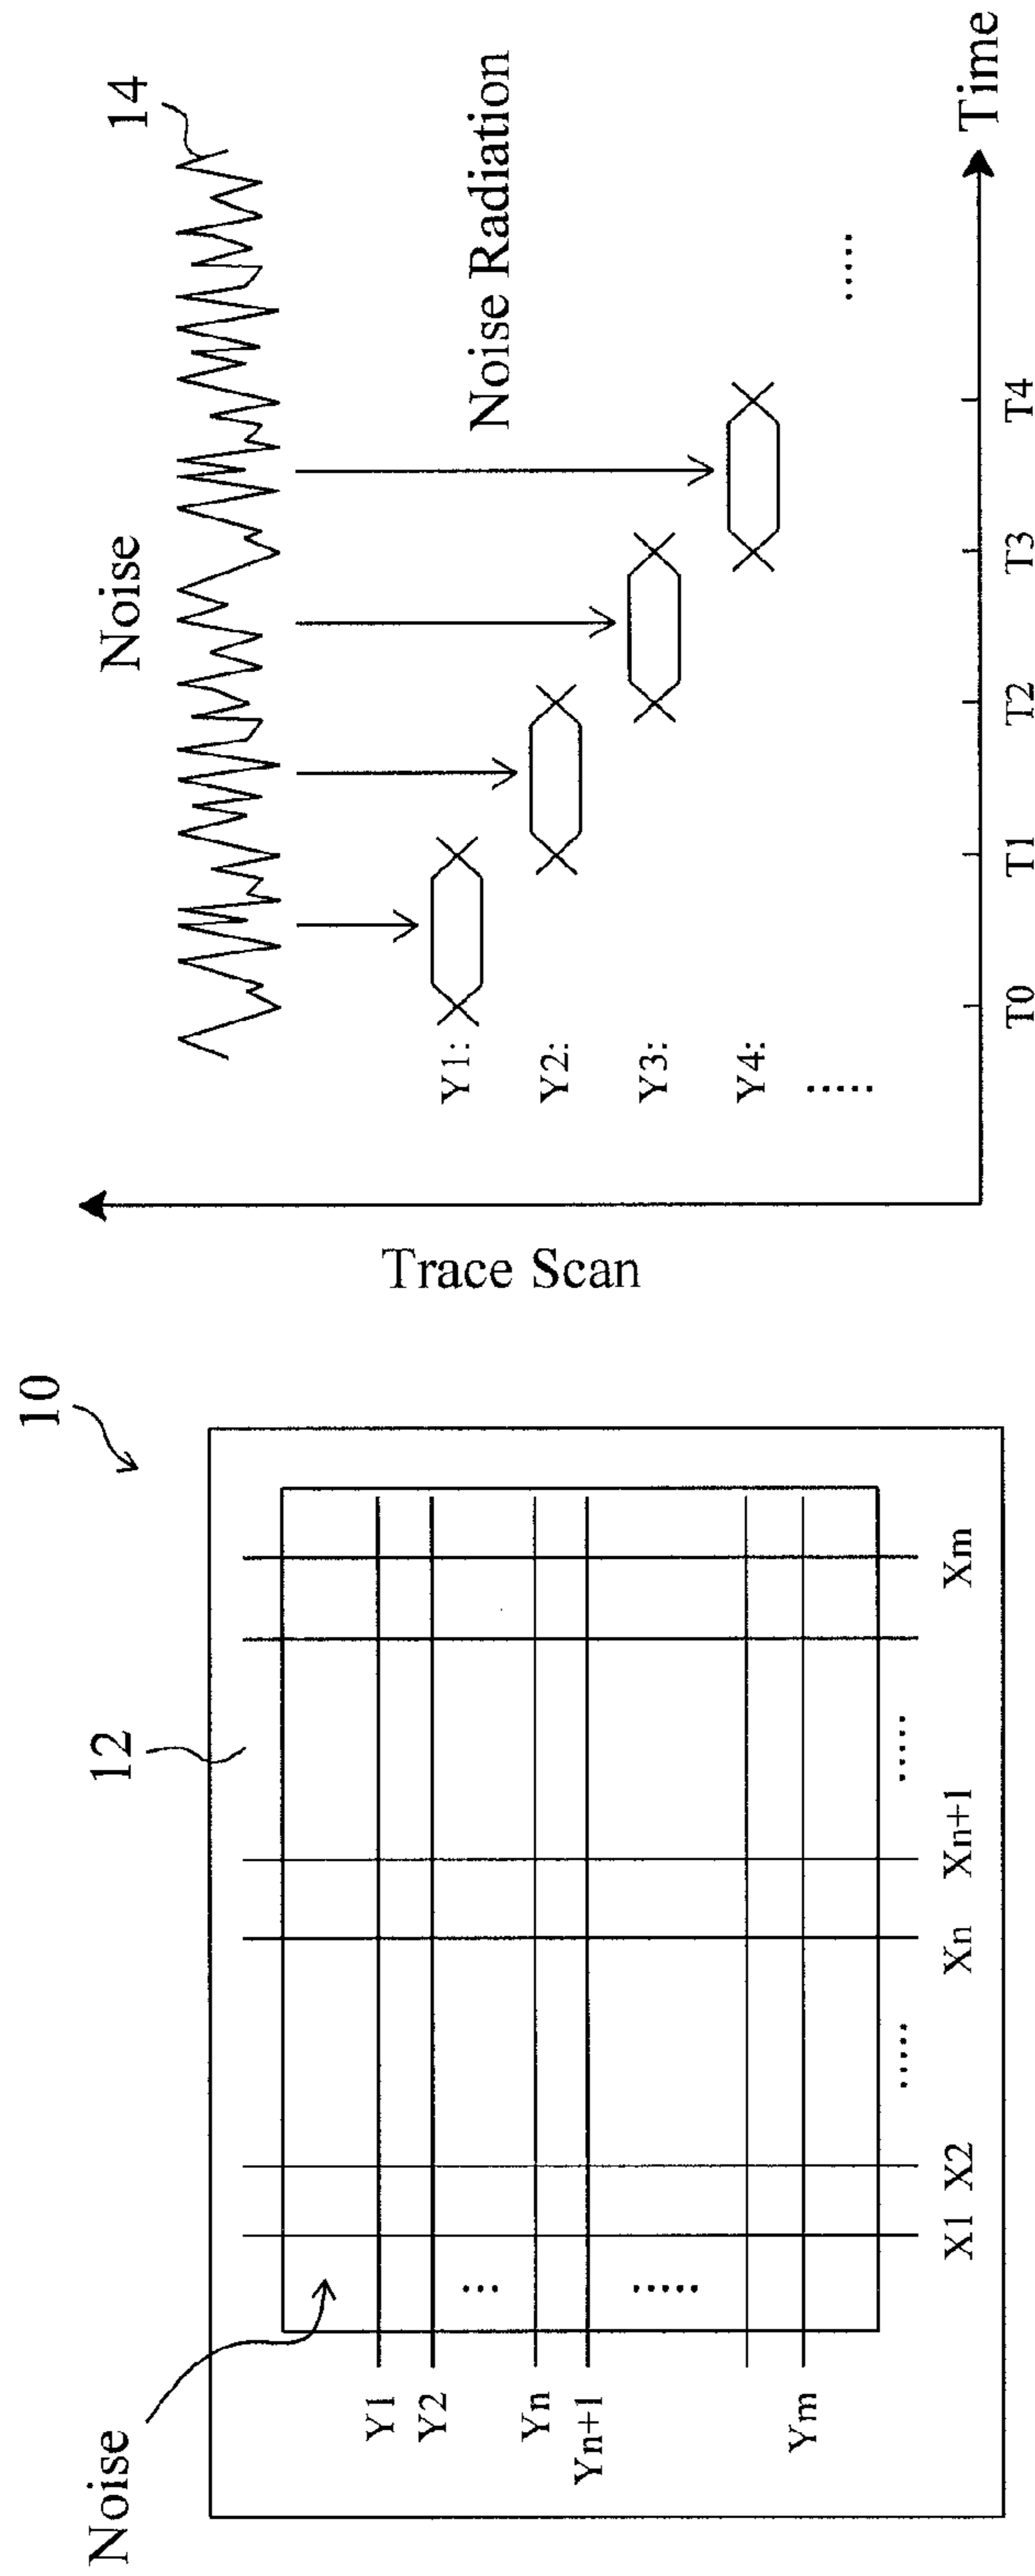 10
12
Noise
Y1
Y2
...
Yn
Yn+1
.....
Ym
X1 X2 ..... Xn Xn+1 ..... Xm
Noise
14
Noise Radiation
Trace Scan
Y1:
Y2:
Y3:
Y4:
.....
.....
T0 T1 T2 T3 T4
Time